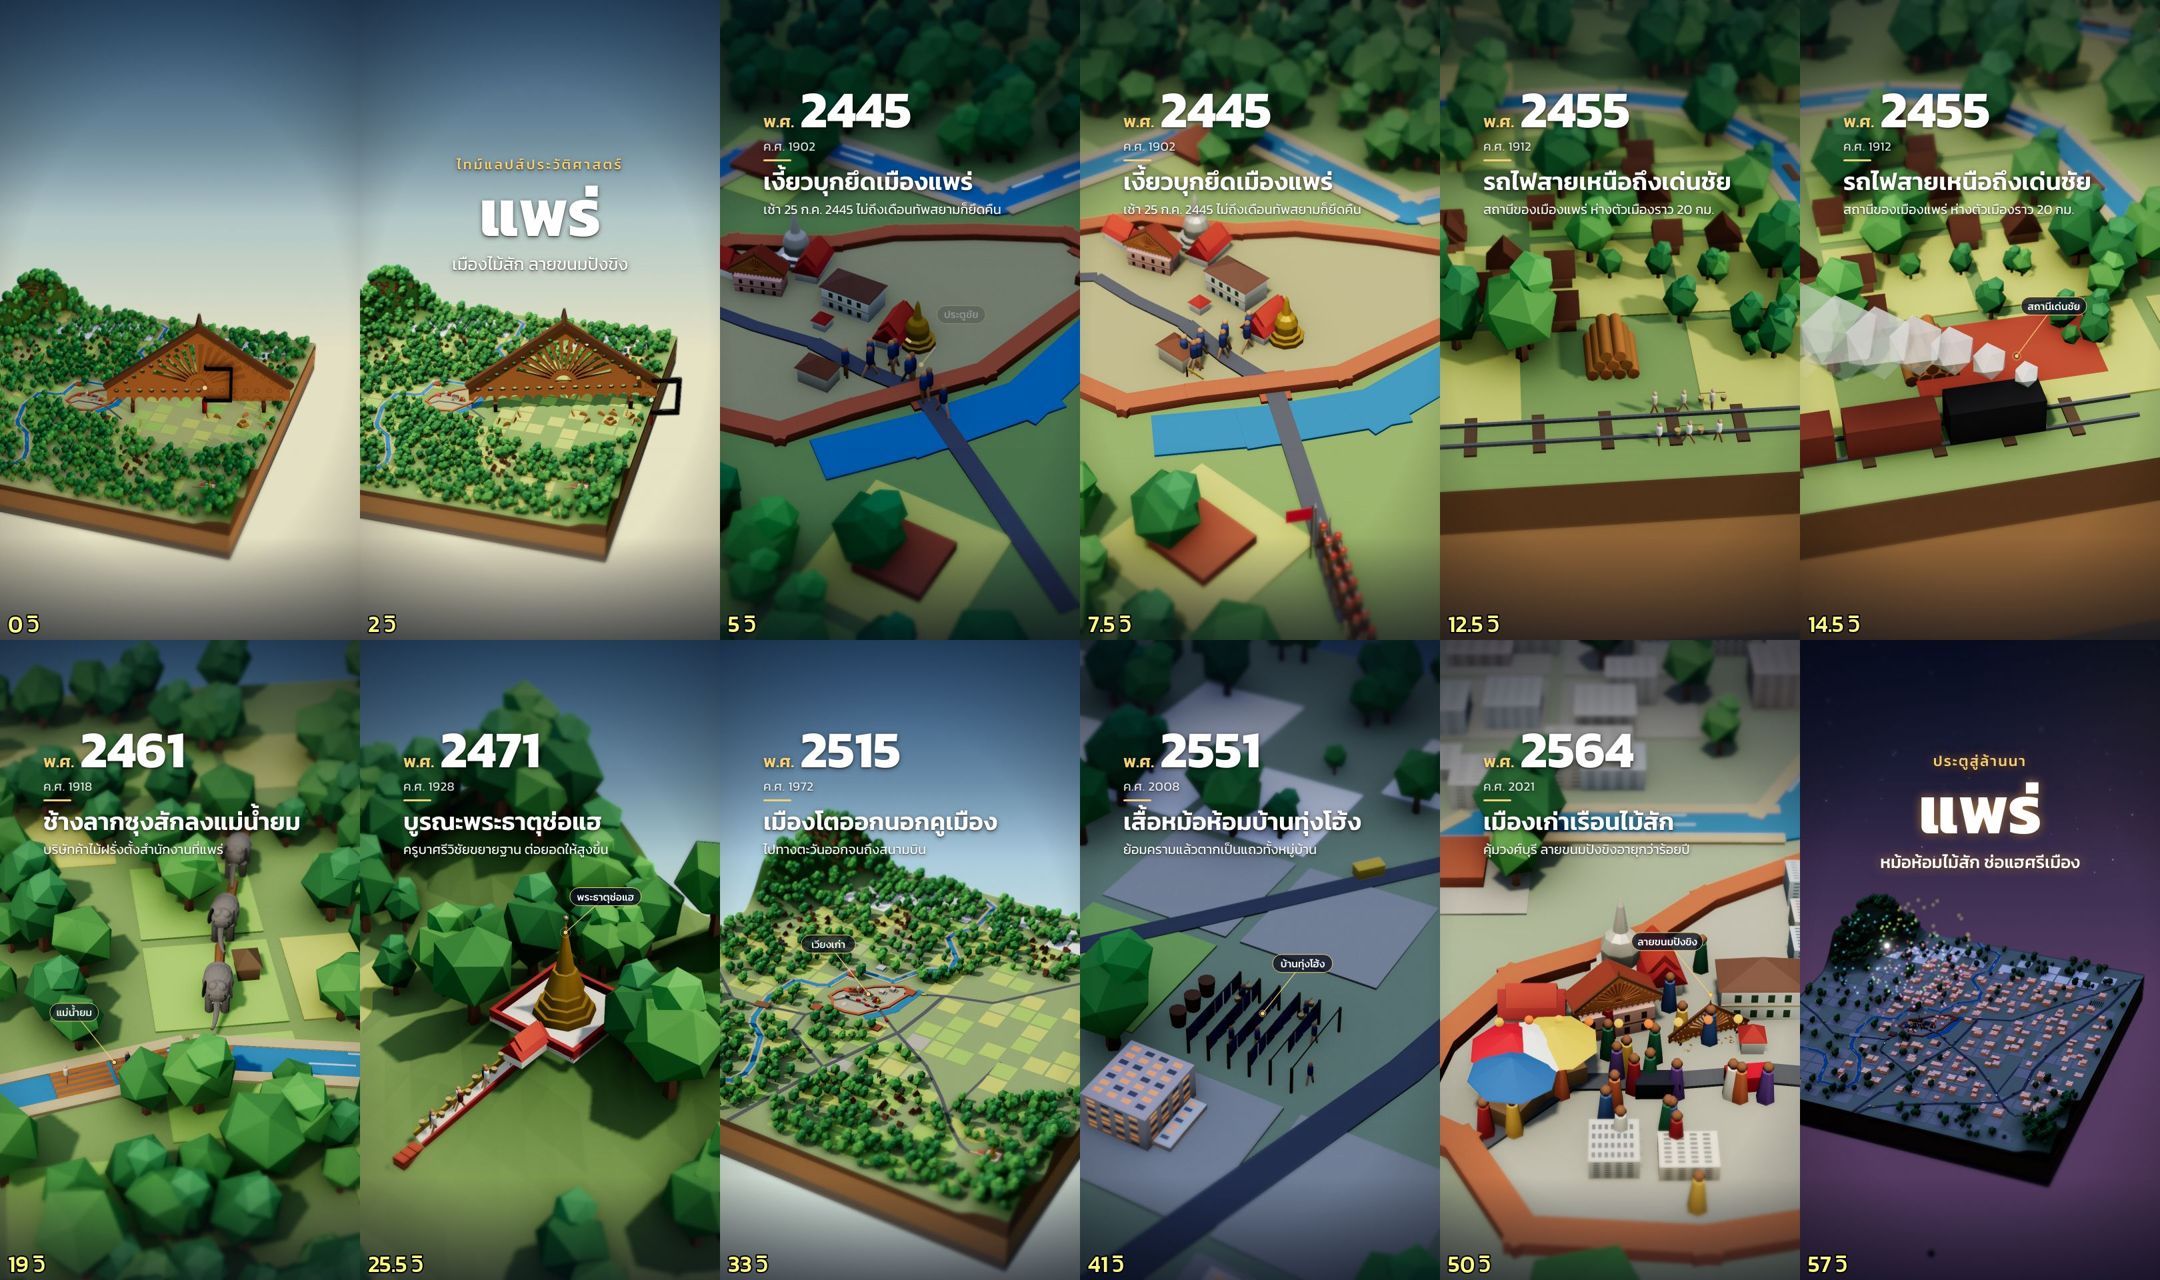 0 วิ
ไทม์แลปส์ประวัติศาสตร์
แพร่
เมืองไม้สัก ลายขนมปังขิง
2 วิ
พ.ศ. 2445
ค.ศ. 1902
เงี้ยวบุกยึดเมืองแพร่
เช้า 25 ก.ค. 2445 ไม่ถึงเดือนทัพสยามก็ยึดคืน
ประตูชัย
5 วิ
พ.ศ. 2445
ค.ศ. 1902
เงี้ยวบุกยึดเมืองแพร่
เช้า 25 ก.ค. 2445 ไม่ถึงเดือนทัพสยามก็ยึดคืน
7.5 วิ
พ.ศ. 2455
ค.ศ. 1912
รถไฟสายเหนือถึงเด่นชัย
สถานีของเมืองแพร่ ห่างตัวเมืองราว 20 กม.
12.5 วิ
พ.ศ. 2455
ค.ศ. 1912
รถไฟสายเหนือถึงเด่นชัย
สถานีของเมืองแพร่ ห่างตัวเมืองราว 20 กม.
สถานีเด่นชัย
14.5 วิ
พ.ศ. 2461
ค.ศ. 1918
ช้างลากซุงสักลงแม่น้ำยม
บริษัทค้าไม้ฝรั่งตั้งสำนักงานที่แพร่
แม่น้ำยม
19 วิ
พ.ศ. 2471
ค.ศ. 1928
บูรณะพระธาตุช่อแฮ
ครูบาศรีวิชัยขยายฐาน ต่อยอดให้สูงขึ้น
พระธาตุช่อแฮ
25.5 วิ
พ.ศ. 2515
ค.ศ. 1972
เมืองโตออกนอกคูเมือง
ไปทางตะวันออกจนถึงสนามบิน
เวียงเก่า
33 วิ
พ.ศ. 2551
ค.ศ. 2008
เสื้อหม้อห้อมบ้านทุ่งโฮ้ง
ย้อมครามแล้วตากเป็นแถวทั้งหมู่บ้าน
บ้านทุ่งโฮ้ง
41 วิ
พ.ศ. 2564
ค.ศ. 2021
เมืองเก่าเรือนไม้สัก
คุ้มวงศ์บุรี ลายขนมปังขิงอายุกว่าร้อยปี
ลายขนมปังขิง
50 วิ
ประตูสู่ล้านนา
แพร่
หม้อห้อมไม้สัก ช่อแฮศรีเมือง
57 วิ